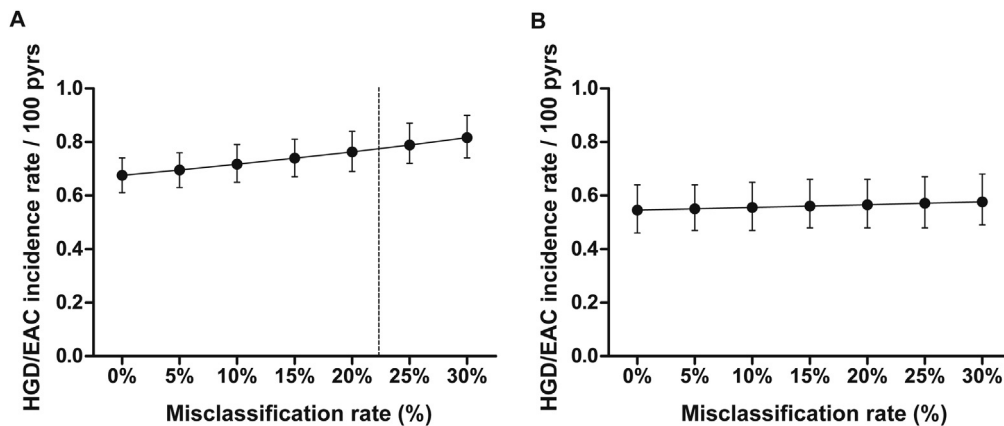 A
HGD/EAC incidence rate / 100 pyrs
1.0
0.8
0.6
0.4
0.2
0.0
0% 5% 10% 15% 20% 25% 30%
Misclassification rate (%)
B
HGD/EAC incidence rate / 100 pyrs
1.0
0.8
0.6
0.4
0.2
0.0
0% 5% 10% 15% 20% 25% 30%
Misclassification rate (%)